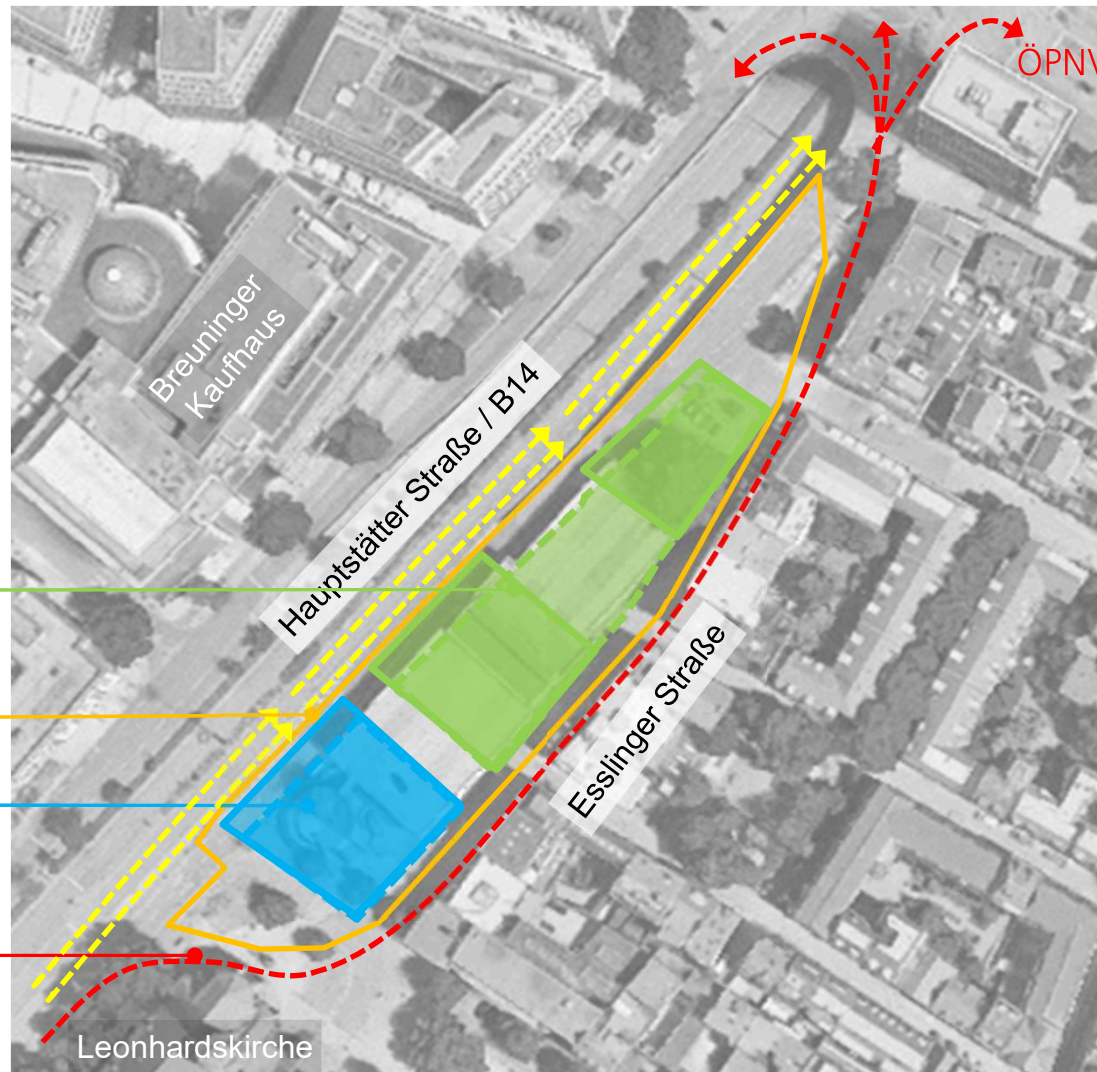 ÖPNV
Breuninger
Kaufhaus
Hauptstätter Straße / B14
Esslinger Straße
Leonhardskirche